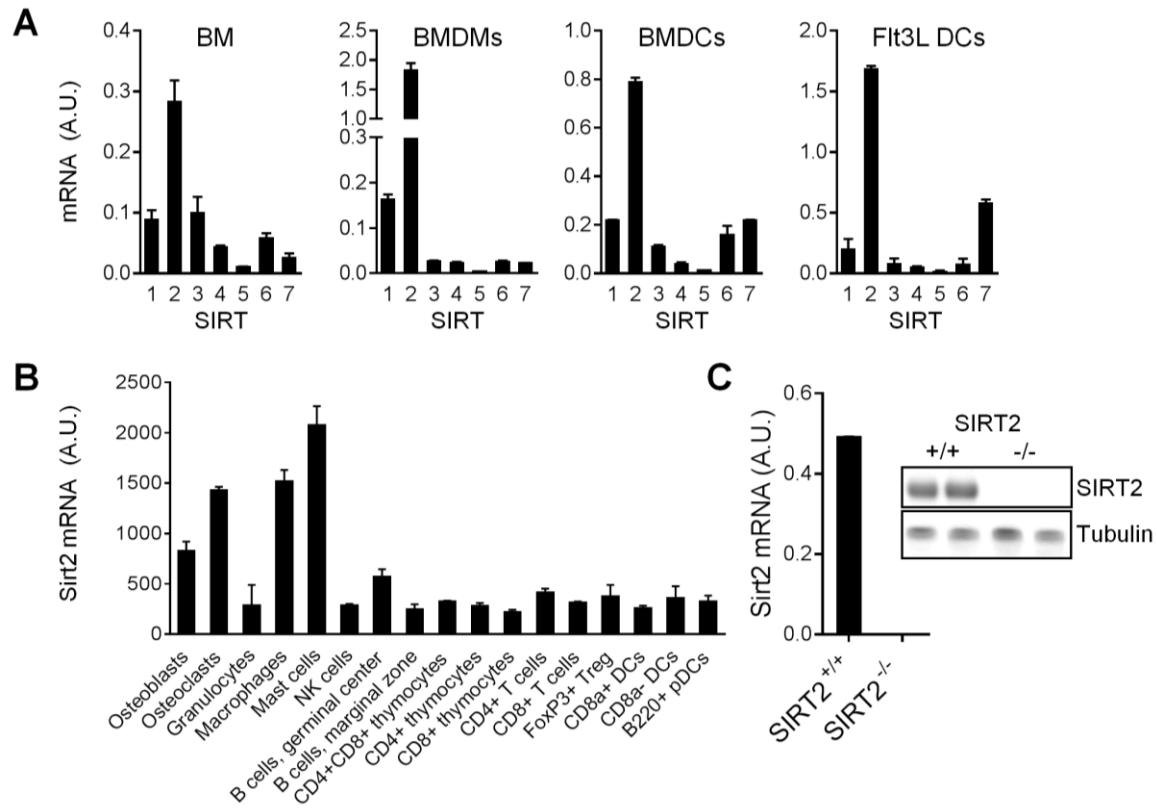 A
BM
BMDMs
BMDCs
Flt3L DCs
mRNA (A.U.)
0.4
0.3
0.2
0.1
0.0
1 2 3 4 5 6 7
SIRT
2.5
2.0
1.5
1.0
0.3
0.2
0.1
0.0
1 2 3 4 5 6 7
SIRT
1.0
0.8
0.6
0.4
0.2
0.0
1 2 3 4 5 6 7
SIRT
2.0
1.5
1.0
0.5
0.0
1 2 3 4 5 6 7
SIRT
B
Sirt2 mRNA (A.U.)
2500
2000
1500
1000
500
0
Osteoblasts
Osteoclasts
Granulocytes
Macrophages
Mast cells
NK cells
B cells, germinal center
B cells, marginal zone
CD4+CD8+ thymocytes
CD4+ thymocytes
CD8+ thymocytes
CD4+ T cells
CD8+ T cells
FoxP3+ Treg
CD8a+ DCs
CD8a- DCs
B220+ pDCs
C
Sirt2 mRNA (A.U.)
0.6
0.4
0.2
0.0
SIRT2 +/+
SIRT2 -/-
SIRT2
+/+ -/-
SIRT2
Tubulin